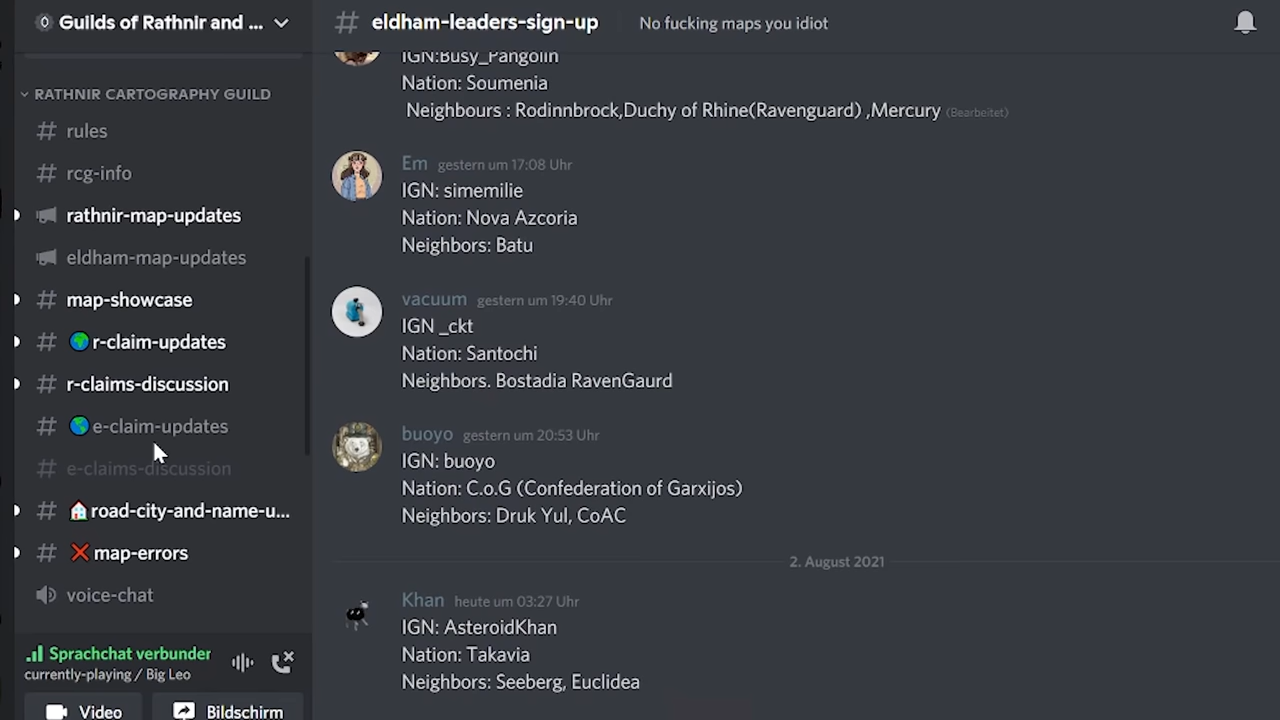 Guilds of Rathnir and ...
RATHNIR CARTOGRAPHY GUILD
# rules
# rcg-info
rathnir-map-updates
eldham-map-updates
# map-showcase
# r-claim-updates
# r-claims-discussion
# e-claim-updates
# e-claims-discussion
# road-city-and-name-u...
# map-errors
voice-chat
Sprachchat verbunden
currently-playing / Big Leo
Video
Bildschirm
# eldham-leaders-sign-up No fucking maps you idiot
IGN:Busy_Pangolin
Nation: Soumenia
Neighbours : Rodinnbrock,Duchy of Rhine(Ravenguard) ,Mercury (Bearbeitet)
Em gestern um 17:08 Uhr
IGN: simemilie
Nation: Nova Azcoria
Neighbors: Batu
vacuum gestern um 19:40 Uhr
IGN _ckt
Nation: Santochi
Neighbors. Bostadia RavenGaurd
buoyo gestern um 20:53 Uhr
IGN: buoyo
Nation: C.o.G (Confederation of Garxijos)
Neighbors: Druk Yul, CoAC
2. August 2021
Khan heute um 03:27 Uhr
IGN: AsteroidKhan
Nation: Takavia
Neighbors: Seeberg, Euclidea